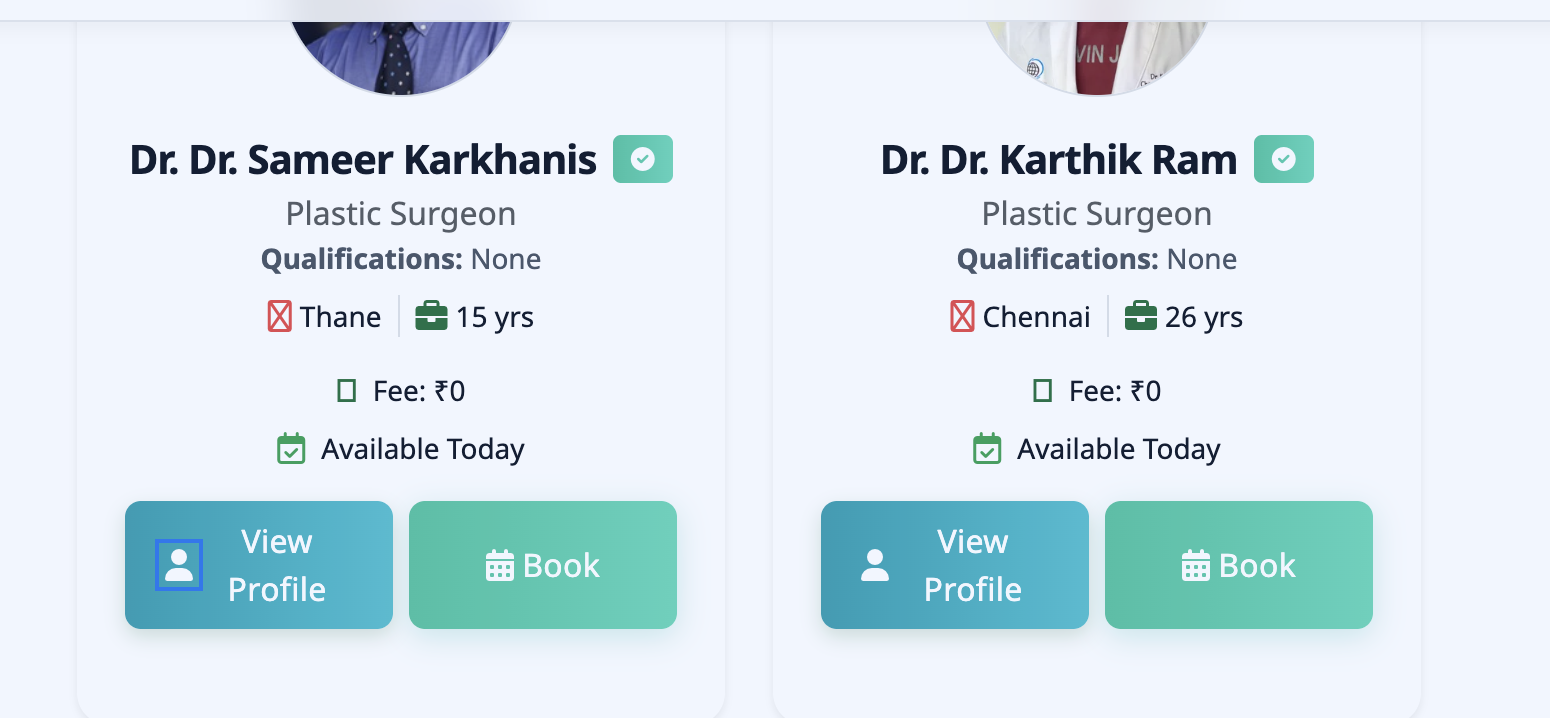 VIN J
Dr. Dr. Sameer Karkhanis
Plastic Surgeon
Qualifications: None
Thane
15 yrs
Fee: ₹0
Available Today
View
Profile
Book
Dr. Dr. Karthik Ram
Plastic Surgeon
Qualifications: None
Chennai
26 yrs
Fee: ₹0
Available Today
View
Profile
Book